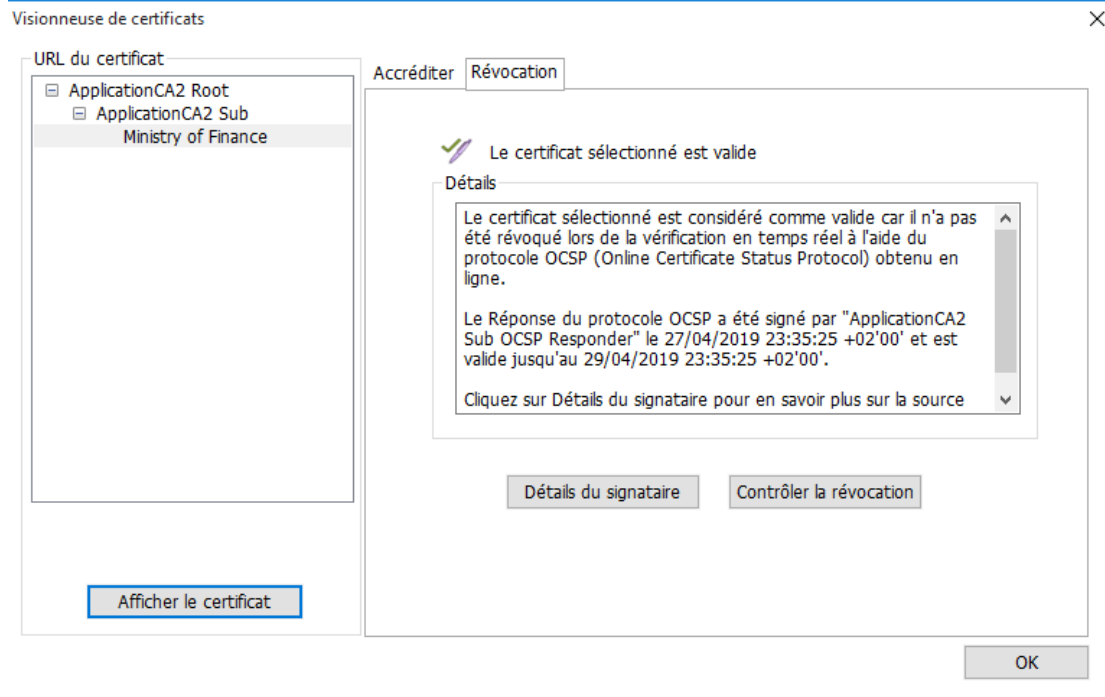 Visionneuse de certificats
URL du certificat
ApplicationCA2 Root
ApplicationCA2 Sub
Ministry of Finance
Afficher le certificat
Accréditer
Révocation
Le certificat sélectionné est valide
Détails
Le certificat sélectionné est considéré comme valide car il n'a pas
été révoqué lors de la vérification en temps réel à l'aide du
protocole OCSP (Online Certificate Status Protocol) obtenu en
ligne.
Le Réponse du protocole OCSP a été signé par "ApplicationCA2
Sub OCSP Responder" le 27/04/2019 23:35:25 +02'00' et est
valide jusqu'au 29/04/2019 23:35:25 +02'00'.
Cliquez sur Détails du signataire pour en savoir plus sur la source
Détails du signataire
Contrôler la révocation
OK